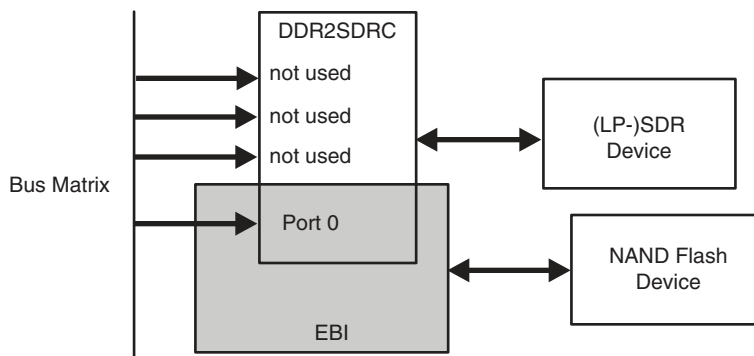 DDR2SDRC
not used
not used
not used
(LP-)SDR
Device
Bus Matrix
Port 0
NAND Flash
Device
EBI